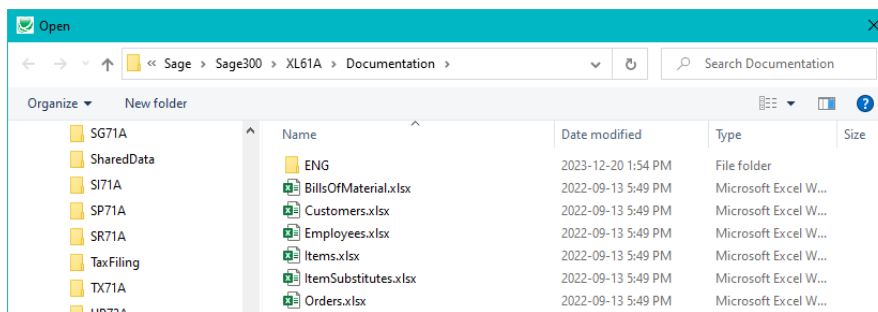 Open
« Sage › Sage300 › XL61A › Documentation ›
Search Documentation
Organize
New folder
SG71A
SharedData
SI71A
SP71A
SR71A
TaxFiling
TX71A
Name Date modified Type Size
ENG 2023-12-20 1:54 PM File folder
BillsOfMaterial.xlsx 2022-09-13 5:49 PM Microsoft Excel W...
Customers.xlsx 2022-09-13 5:49 PM Microsoft Excel W...
Employees.xlsx 2022-09-13 5:49 PM Microsoft Excel W...
Items.xlsx 2022-09-13 5:49 PM Microsoft Excel W...
ItemSubstitutes.xlsx 2022-09-13 5:49 PM Microsoft Excel W...
Orders.xlsx 2022-09-13 5:49 PM Microsoft Excel W...